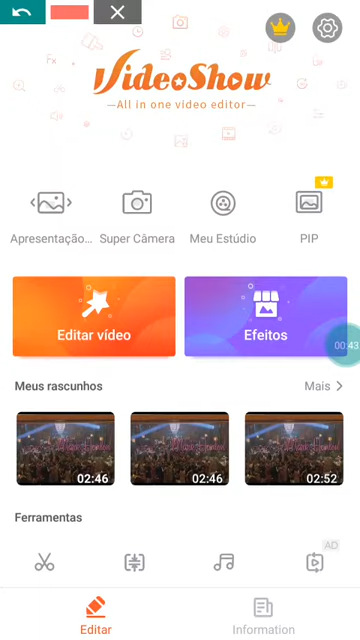 VideoShow
—All in one video editor—
Apresentação...
Super Câmera
Meu Estúdio
PIP
Editar vídeo
Efeitos
00:43
Meus rascunhos
Mais
02:46
02:46
02:52
Ferramentas
AD
Editar
Information